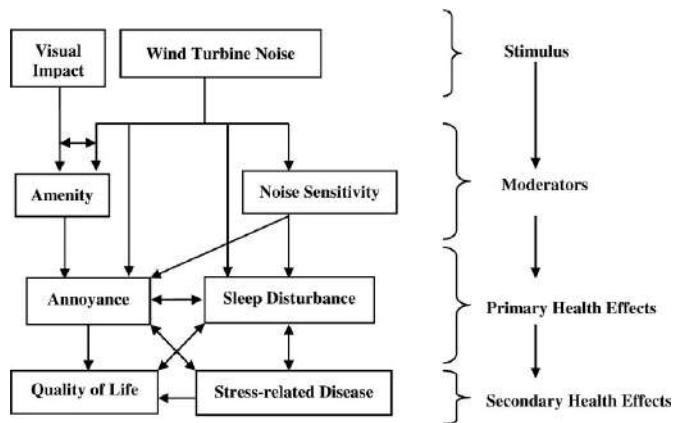 Visual
Impact
Wind Turbine Noise
Stimulus
Amenity
Noise Sensitivity
Moderators
Annoyance
Sleep Disturbance
Primary Health Effects
Quality of Life
Stress-related Disease
Secondary Health Effects